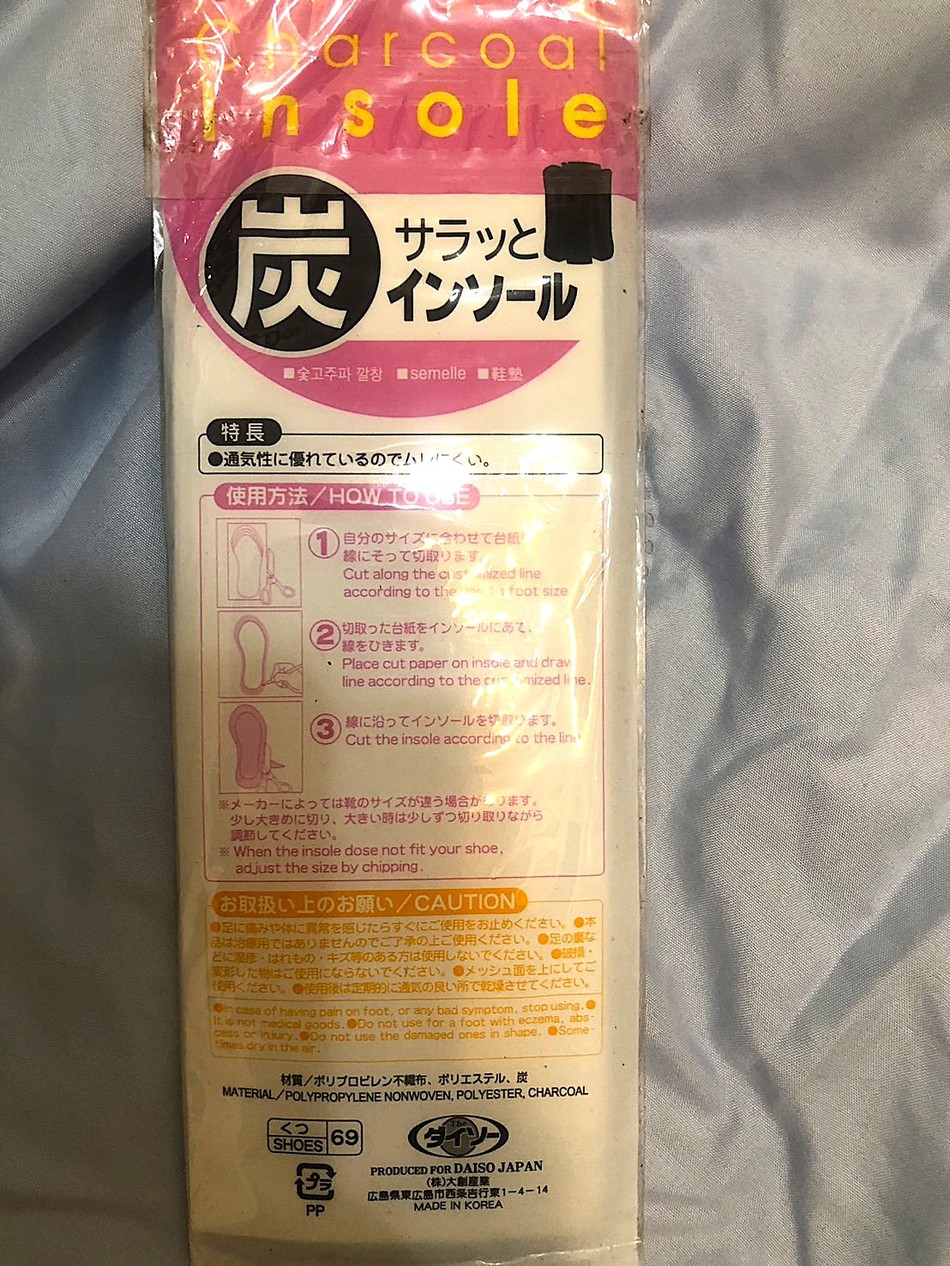 Charcoal
Insole
炭
サラッと
インソール
■숯고주파 깔창 ■semelle ■鞋墊
特長
●通気性に優れているのでムレにくい。
使用方法／HOW TO USE
① 自分のサイズに合わせて台紙
線にそって切取ります。
Cut along the customized line
according to the foot size
② 切取った台紙をインソールにあて、
線をひきます。
Place cut paper on insole and draw
line according to the customized line.
③ 線に沿ってインソールを切取ります。
Cut the insole according to the line
※メーカーによっては靴のサイズが違う場合があります。
少し大きめに切り、大きい時は少しずつ切り取りながら
調節してください。
※ When the insole dose not fit your shoe,
adjust the size by chipping.
お取扱い上のお願い／CAUTION
●足に痛みや体に異常を感じたらすぐにご使用をお止めください。●本
品は治療用ではありませんのでご了承の上ご使用ください。●足の裏な
どに湿疹・はれもの・キズ等のある方は使用しないでください。●破損・
変形した物はご使用にならないでください。●メッシュ面を上にしてご
使用ください。●使用後は定期的に通気の良い所で乾燥させてください。
●In case of having pain on foot, or any bad symptom, stop using.●
It is not medical goods.●Do not use for a foot with eczema, abs-
cess or injury.●Do not use the damaged ones in shape. ●Some-
times dry in the air.
材質／ポリプロピレン不織布、ポリエステル、炭
MATERIAL／POLYPROPYLENE NONWOVEN, POLYESTER, CHARCOAL
くつ
SHOES 69
The
ダイソー
プラ
PP
PRODUCED FOR DAISO JAPAN
(株)大創産業
広島県東広島市西条吉行東1-4-14
MADE IN KOREA